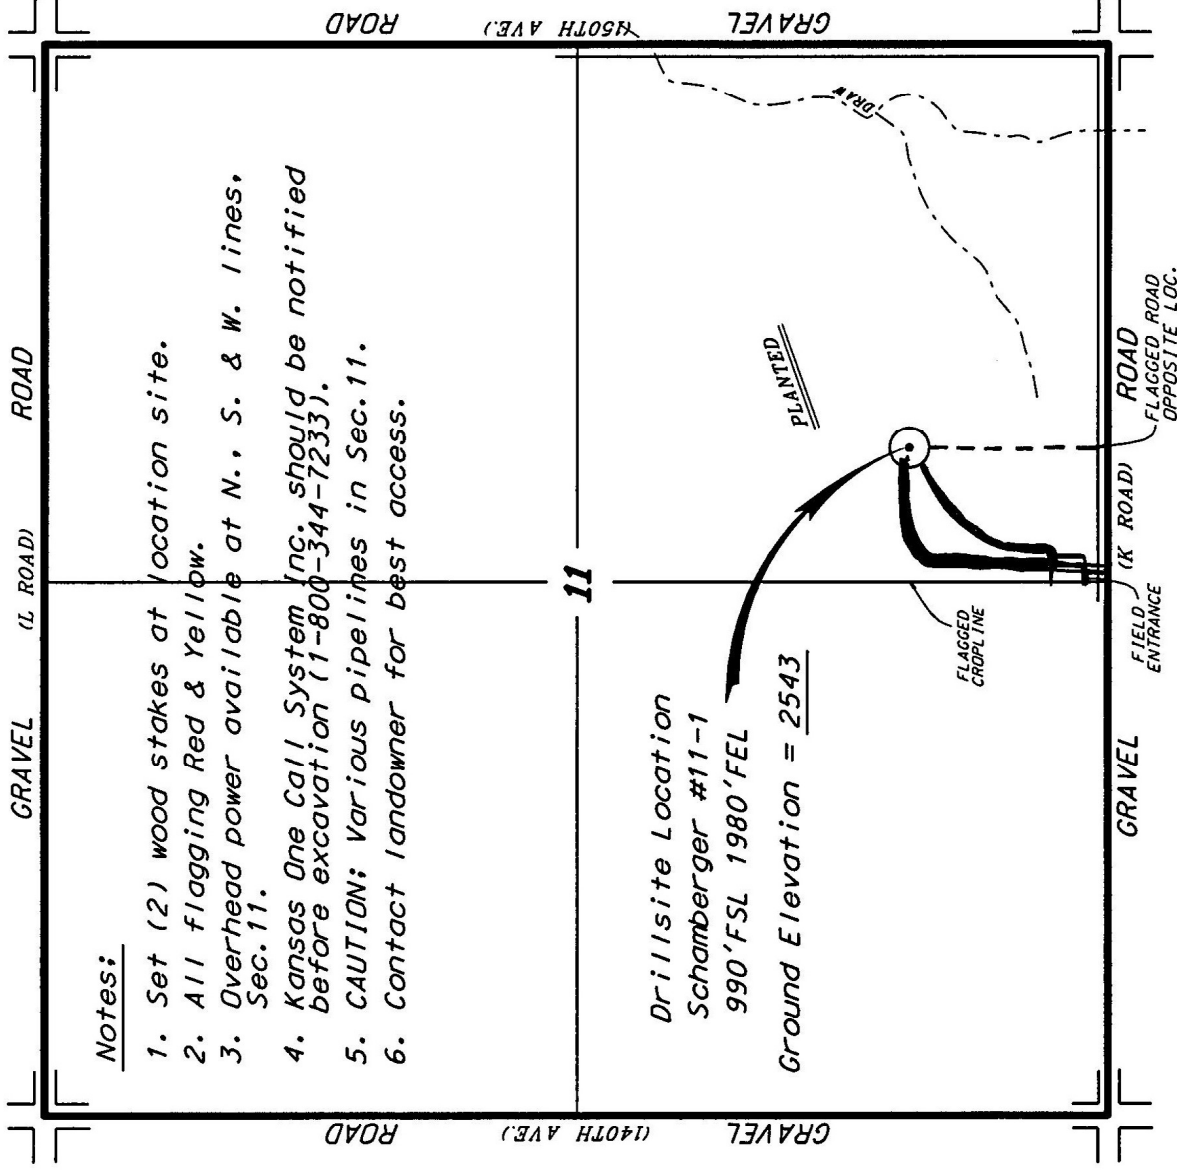 GRAVEL (L ROAD) ROAD
Notes:
1. Set (2) wood stakes at location site.
2. All flagging Red & Yellow.
3. Overhead power available at N., S. & W. lines.
Sec.11.
4. Kansas One Call System Inc. should be notified
before excavation (1-800-344-7233).
5. CAUTION: Various pipelines in Sec.11.
6. Contact landowner for best access.
GRAVEL (140TH AVE.) ROAD
GRAVEL (150TH AVE.) ROAD
11
Drillsite Location
Schamberger #11-1
990'FSL 1980'FEL
Ground Elevation = 2543
PLANTED
DRAW
FLAGGED
CROPLINE
GRAVEL (K ROAD) ROAD
FIELD
ENTRANCE
FLAGGED ROAD
OPPOSITE LOC.